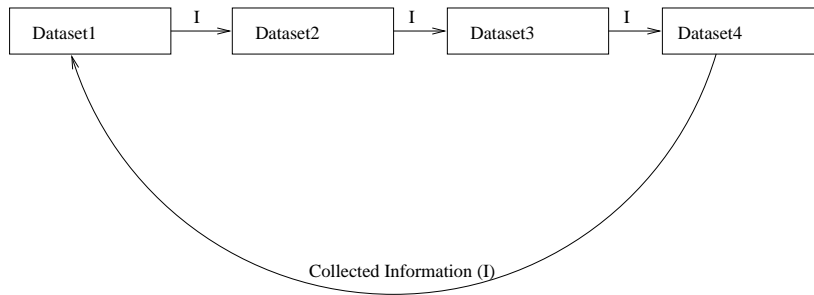 I I I
Dataset1 Dataset2 Dataset3 Dataset4
Collected Information (I)